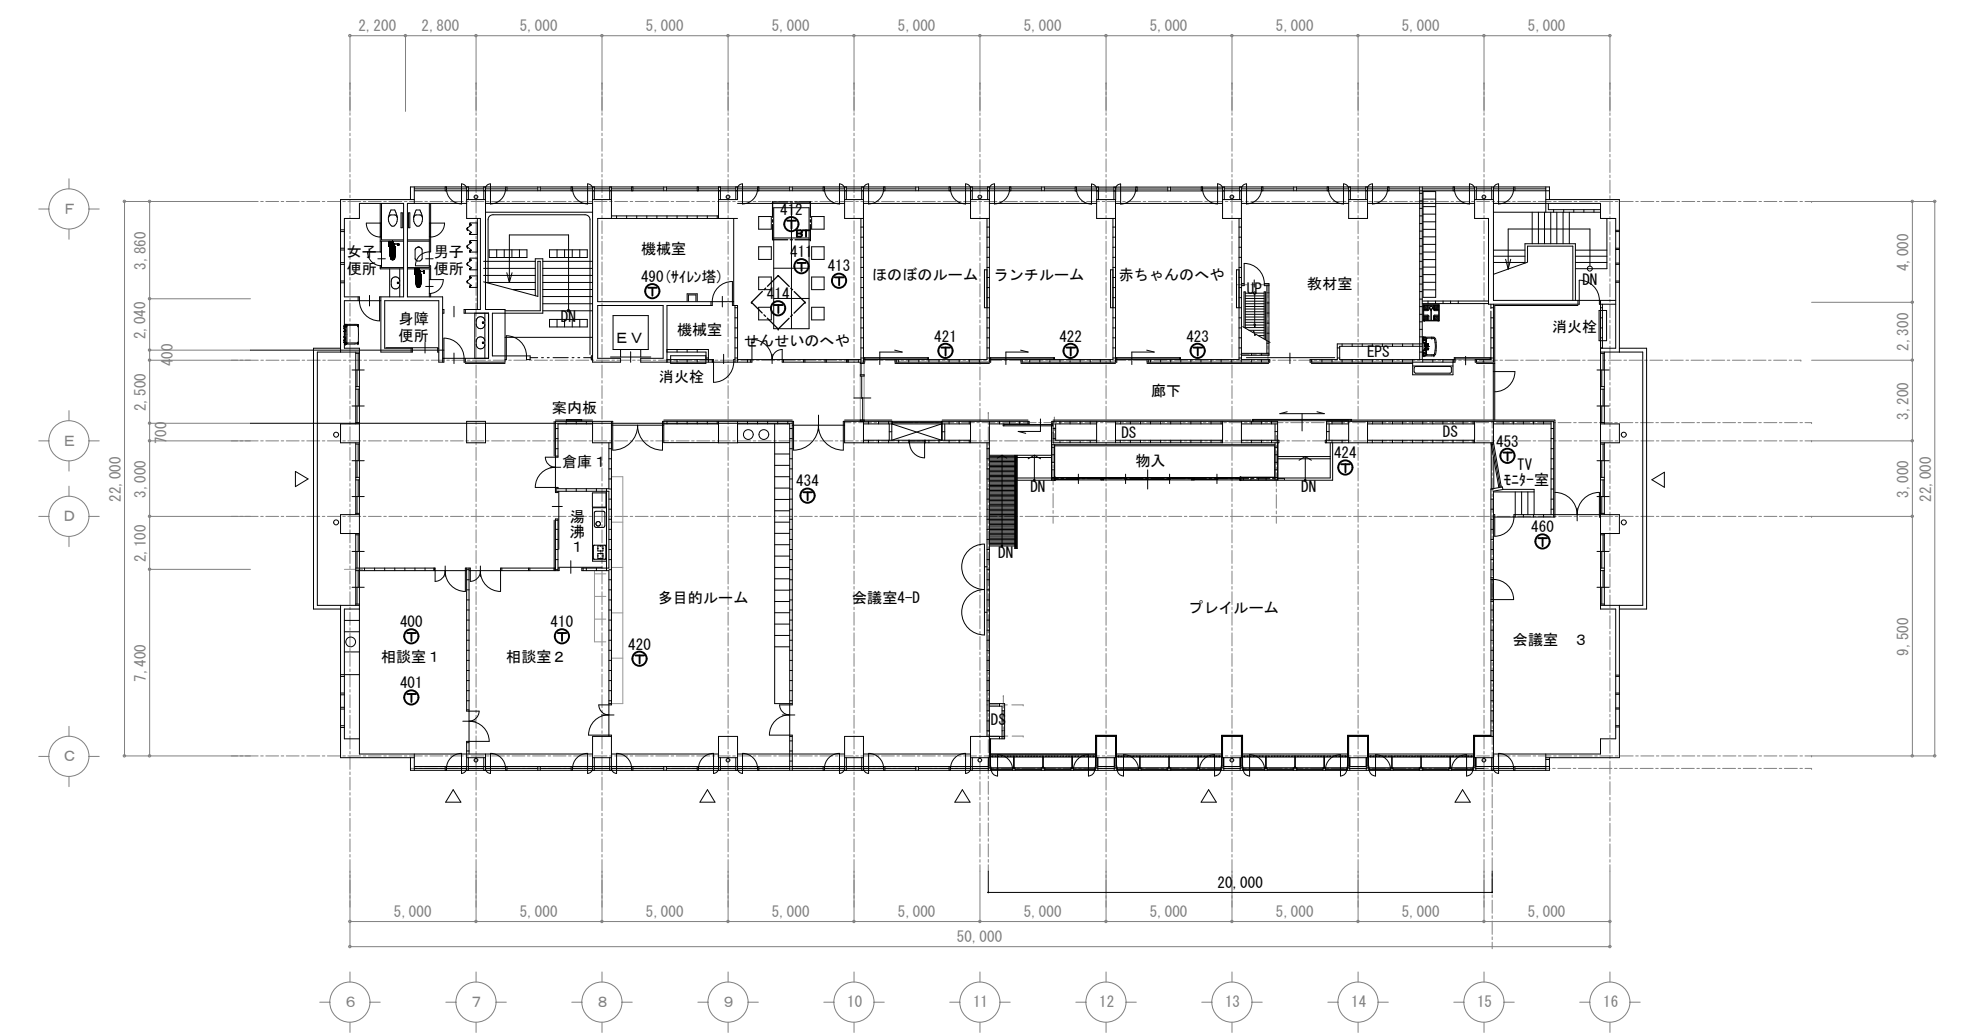 2,200 2,800 5,000 5,000 5,000 5,000 5,000 5,000 5,000 5,000 5,000
F
3,860
2,040
400
2,500
700
3,000
2,100
7,400
22,000
E
D
C
4,000
2,300
3,200
3,000
9,500
22,000
女子
便所
男子
便所
身障
便所
DN
機械室
490(サイレン塔)
EV
機械室
412
BT
411
413
414
せんせいのへや
ほのぼのルーム
421
ランチルーム
422
赤ちゃんのへや
423
UP
教材室
EPS
DN
消火栓
消火栓
廊下
案内板
倉庫1
湯
沸
1
434
DS
DS
物入
DN
DN
424
453
TV
モニター室
460
DN
400
相談室1
401
410
相談室2
420
多目的ルーム
会議室4-D
プレイルーム
会議室 3
DS
20,000
5,000 5,000 5,000 5,000 5,000 5,000 5,000 5,000 5,000 5,000
50,000
6 7 8 9 10 11 12 13 14 15 16